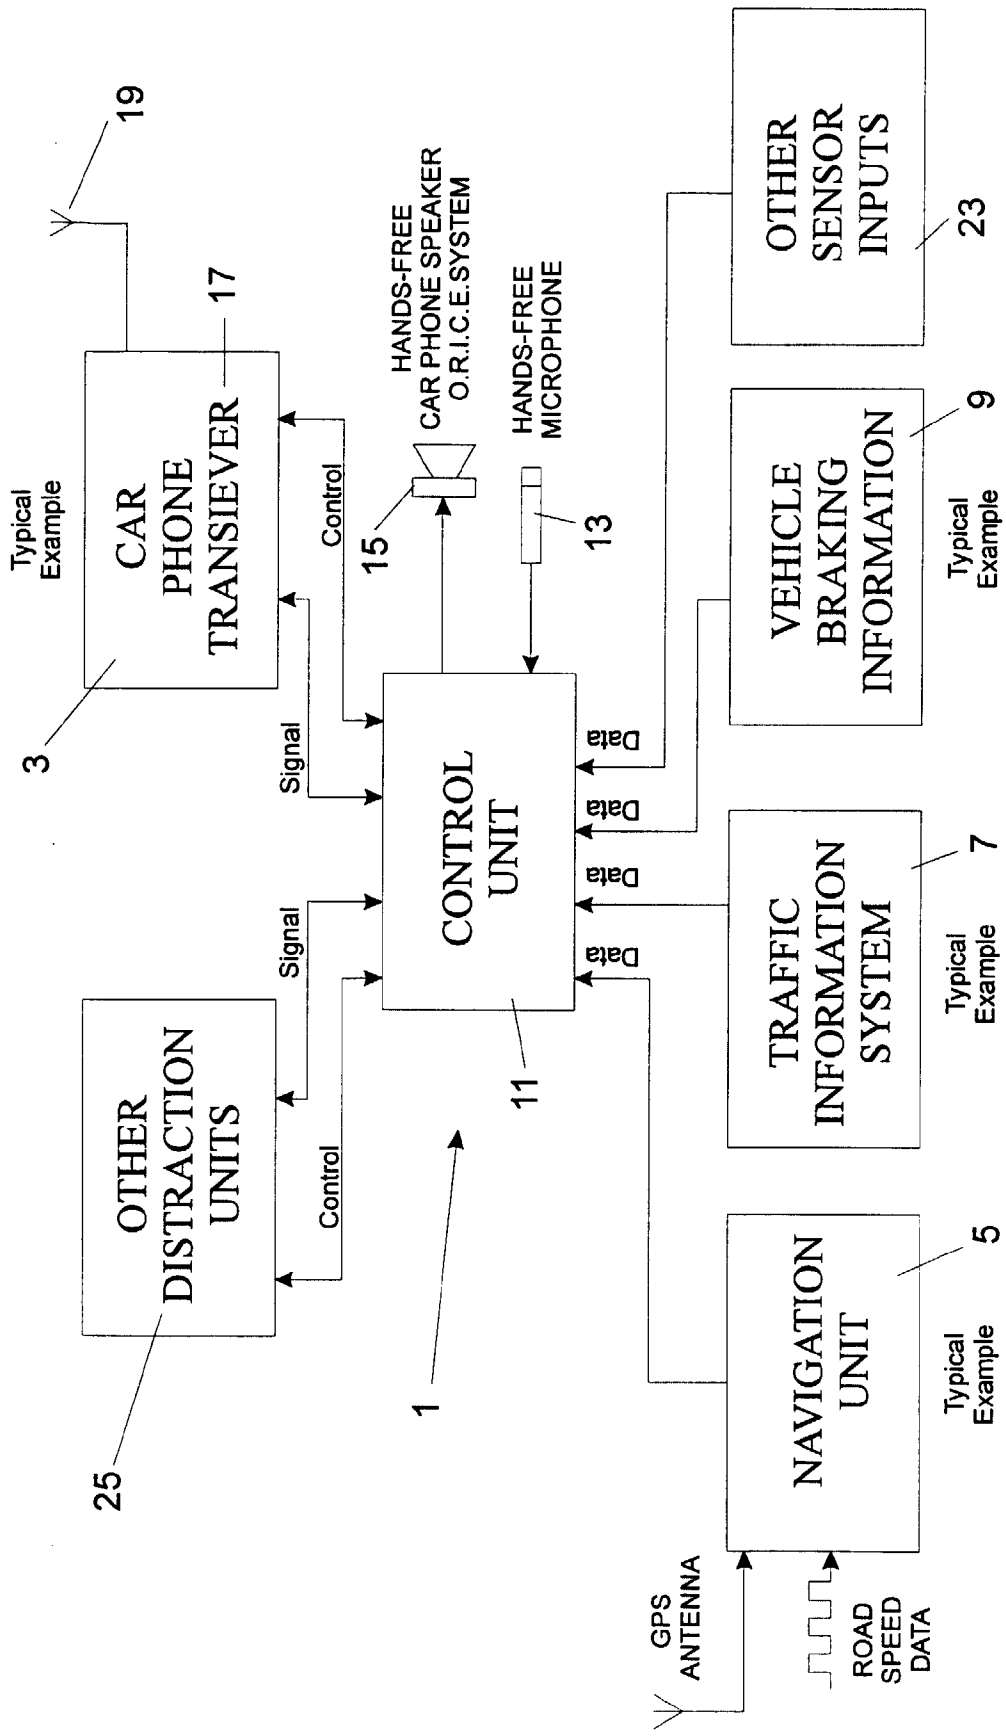 Typical
Example
19
3
CAR
PHONE
TRANSIEVER
17
25
OTHER
DISTRACTION
UNITS
Control
Signal
Signal
Control
HANDS-FREE
CAR PHONE SPEAKER
O.R.I.C.E.SYSTEM
15
HANDS-FREE
MICROPHONE
13
1
11
CONTROL
UNIT
Data
Data
Data
Data
GPS
ANTENNA
ROAD
SPEED
DATA
NAVIGATION
UNIT
5
Typical
Example
TRAFFIC
INFORMATION
SYSTEM
7
Typical
Example
VEHICLE
BRAKING
INFORMATION
9
Typical
Example
OTHER
SENSOR
INPUTS
23